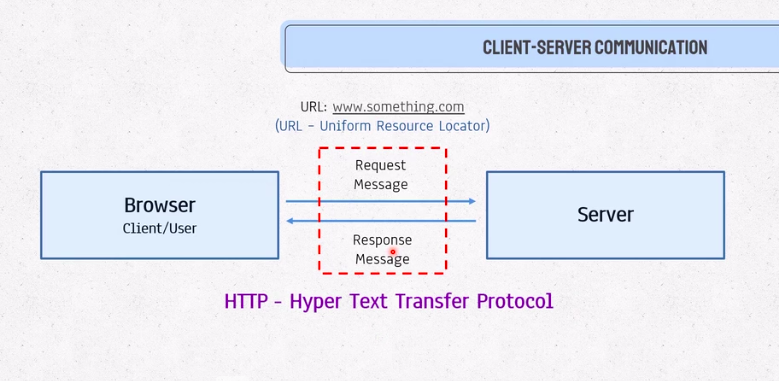 CLIENT-SERVER COMMUNICATION
URL: www.something.com
(URL - Uniform Resource Locator)
Request
Message
Browser
Client/User
Server
Response
Message
HTTP - Hyper Text Transfer Protocol